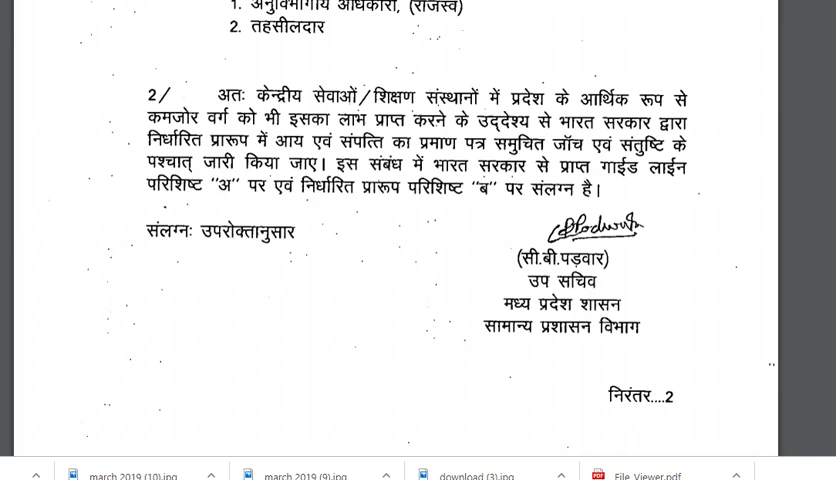 1. अनुविभागीय अधिकारी, (राजस्व)
2. तहसीलदार
2/ अतः केन्द्रीय सेवाओं/शिक्षण संस्थानों में प्रदेश के आर्थिक रूप से
कमजोर वर्ग को भी इसका लाभ प्राप्त करने के उद्देश्य से भारत सरकार द्वारा
निर्धारित प्रारूप में आय एवं संपत्ति का प्रमाण पत्र समुचित जॉच एवं संतुष्टि के
पश्चात् जारी किया जाए। इस संबंध में भारत सरकार से प्राप्त गाईड लाईन
परिशिष्ट "अ" पर एवं निर्धारित प्रारूप परिशिष्ट "ब" पर संलग्न है।
संलग्नः उपरोक्तानुसार
(सी.बी.पड़वार)
उप सचिव
मध्य प्रदेश शासन
सामान्य प्रशासन विभाग
निरंतर....2
march 2019 (10).jpg march 2019 (9).jpg download (3).jpg File_Viewer.pdf